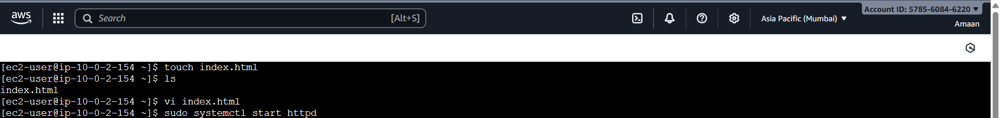 Account ID: 5785-6084-6220
aws
Search
[Alt+S]
Asia Pacific (Mumbai)
Amaan
[ec2-user@ip-10-0-2-154 ~]$ touch index.html
[ec2-user@ip-10-0-2-154 ~]$ ls
index.html
[ec2-user@ip-10-0-2-154 ~]$ vi index.html
[ec2-user@ip-10-0-2-154 ~]$ sudo systemctl start httpd